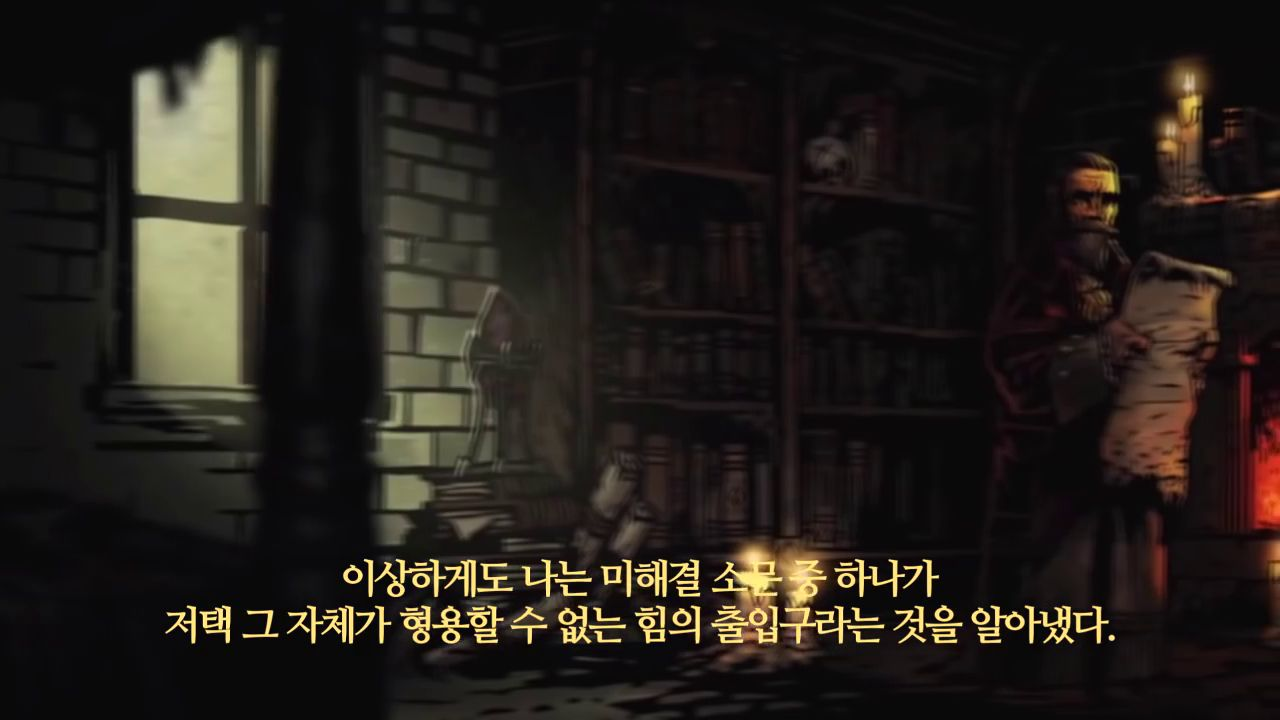 이상하게도 나는 미해결 소문 중 하나가
저택 그 자체가 형용할 수 없는 힘의 출입구라는 것을 알아냈다.